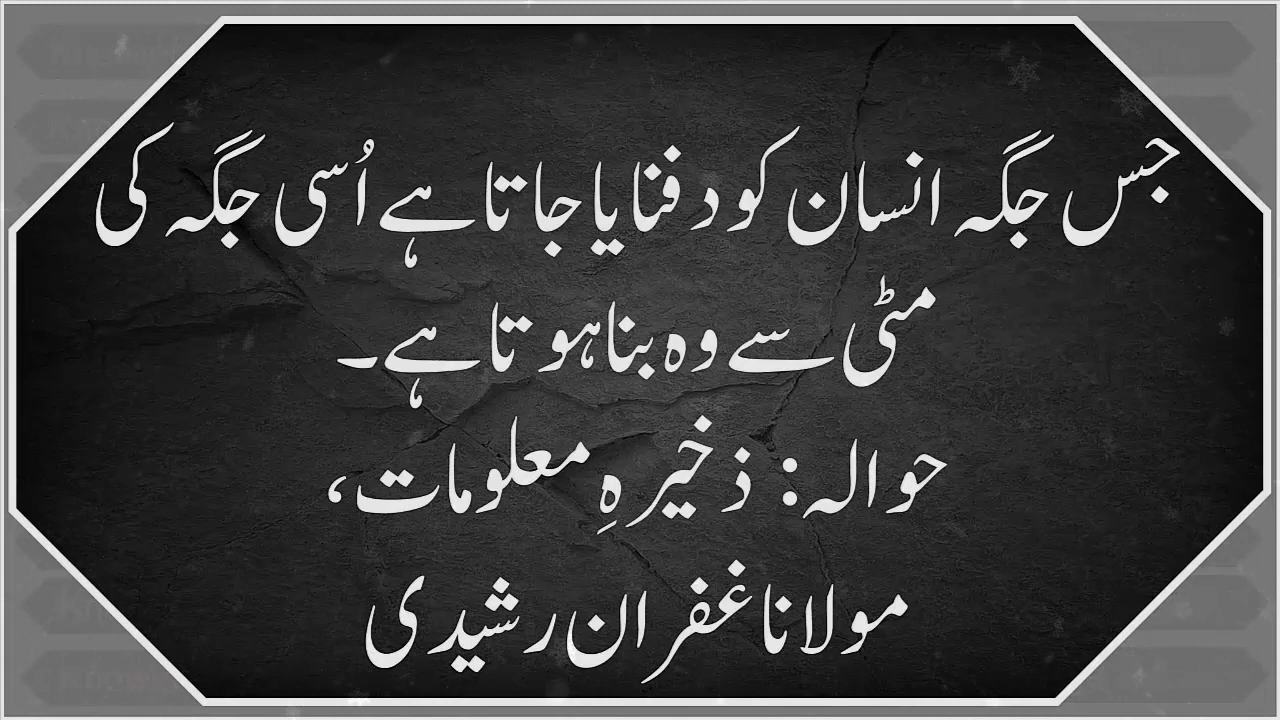 جس جگہ انسان کو دفنایا جاتا ہے اُسی جگہ کی
مٹی سے وہ بنا ہوتا ہے۔
حوالہ: ذخیرہِ معلومات،
مولانا غفران رشیدی